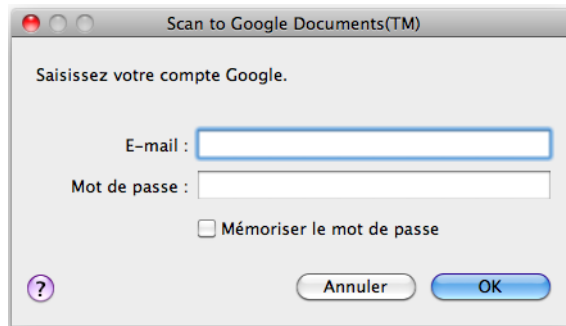 Scan to Google Documents(TM)
Saisissez votre compte Google.
E-mail :
Mot de passe :
Mémoriser le mot de passe
?
Annuler
OK